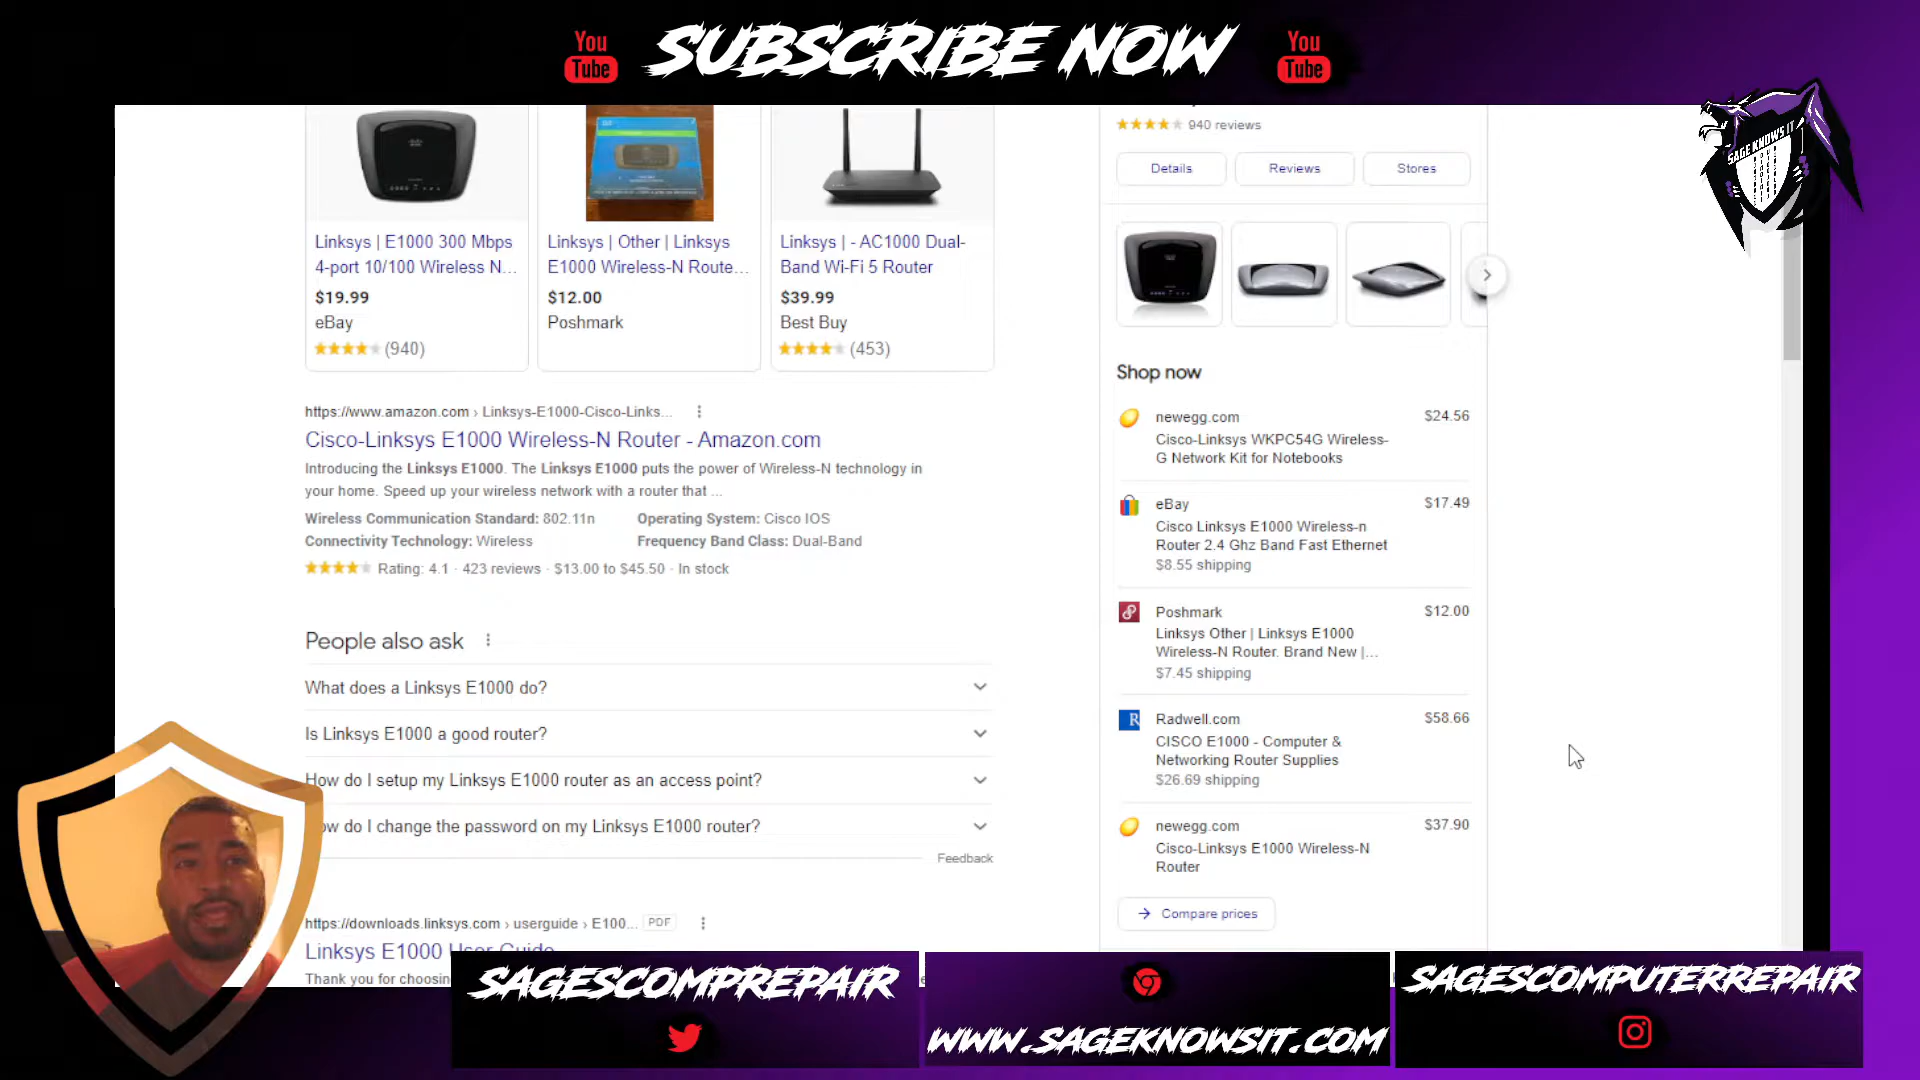 You
Tube
SUBSCRIBE NOW
You
Tube
SAGE KNOWS IT
Linksys | E1000 300 Mbps
4-port 10/100 Wireless N...
$19.99
eBay
(940)
Linksys | Other | Linksys
E1000 Wireless-N Route...
$12.00
Poshmark
Linksys | - AC1000 Dual-
Band Wi-Fi 5 Router
$39.99
Best Buy
(453)
https://www.amazon.com › Linksys-E1000-Cisco-Links...
Cisco-Linksys E1000 Wireless-N Router - Amazon.com
Introducing the Linksys E1000. The Linksys E1000 puts the power of Wireless-N technology in
your home. Speed up your wireless network with a router that ...
Wireless Communication Standard: 802.11n Operating System: Cisco IOS
Connectivity Technology: Wireless Frequency Band Class: Dual-Band
Rating: 4.1 · 423 reviews · $13.00 to $45.50 · In stock
People also ask
What does a Linksys E1000 do?
Is Linksys E1000 a good router?
How do I setup my Linksys E1000 router as an access point?
ow do I change the password on my Linksys E1000 router?
Feedback
https://downloads.linksys.com › userguide › E100... PDF
Linksys E1000 User Guide
Thank you for choosin
940 reviews
Details Reviews Stores
Shop now
newegg.com $24.56
Cisco-Linksys WKPC54G Wireless-
G Network Kit for Notebooks
eBay $17.49
Cisco Linksys E1000 Wireless-n
Router 2.4 Ghz Band Fast Ethernet
$8.55 shipping
Poshmark $12.00
Linksys Other | Linksys E1000
Wireless-N Router. Brand New |...
$7.45 shipping
Radwell.com $58.66
CISCO E1000 - Computer &
Networking Router Supplies
$26.69 shipping
newegg.com $37.90
Cisco-Linksys E1000 Wireless-N
Router
Compare prices
SAGESCOMPREPAIR
WWW.SAGEKNOWSIT.COM
SAGESCOMPUTERREPAIR